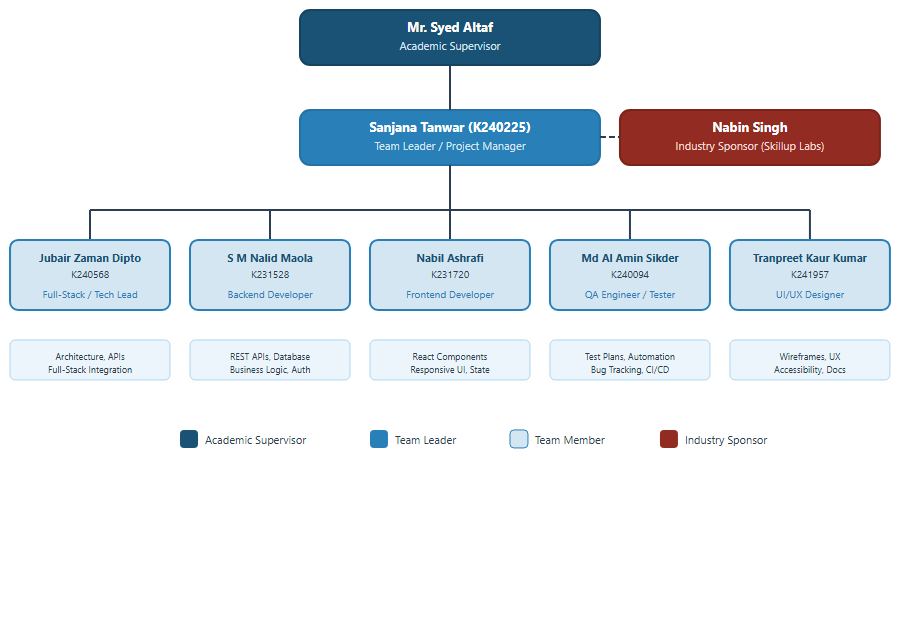 Mr. Syed Altaf
Academic Supervisor
Sanjana Tanwar (K240225)
Team Leader / Project Manager
Nabin Singh
Industry Sponsor (Skillup Labs)
Jubair Zaman Dipto
K240568
Full-Stack / Tech Lead
S M Nalid Maola
K231528
Backend Developer
Nabil Ashrafi
K231720
Frontend Developer
Md Al Amin Sikder
K240094
QA Engineer / Tester
Tranpreet Kaur Kumar
K241957
UI/UX Designer
Architecture, APIs
Full-Stack Integration
REST APIs, Database
Business Logic, Auth
React Components
Responsive UI, State
Test Plans, Automation
Bug Tracking, CI/CD
Wireframes, UX
Accessibility, Docs
Academic Supervisor
Team Leader
Team Member
Industry Sponsor